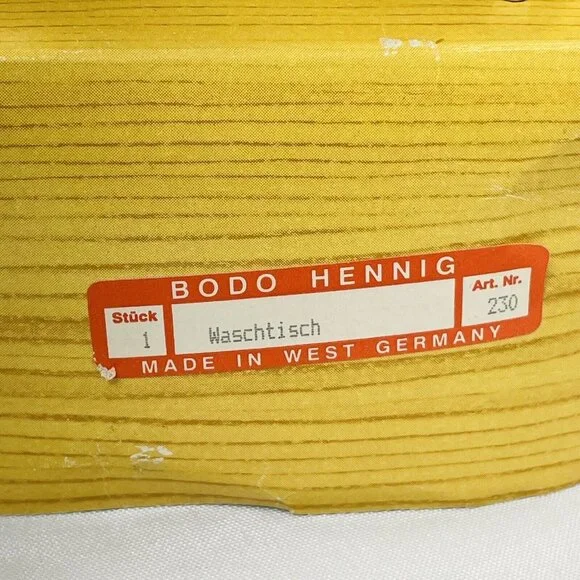 BODO HENNIG
Stück
1
Waschtisch
Art. Nr.
230
MADE IN WEST GERMANY